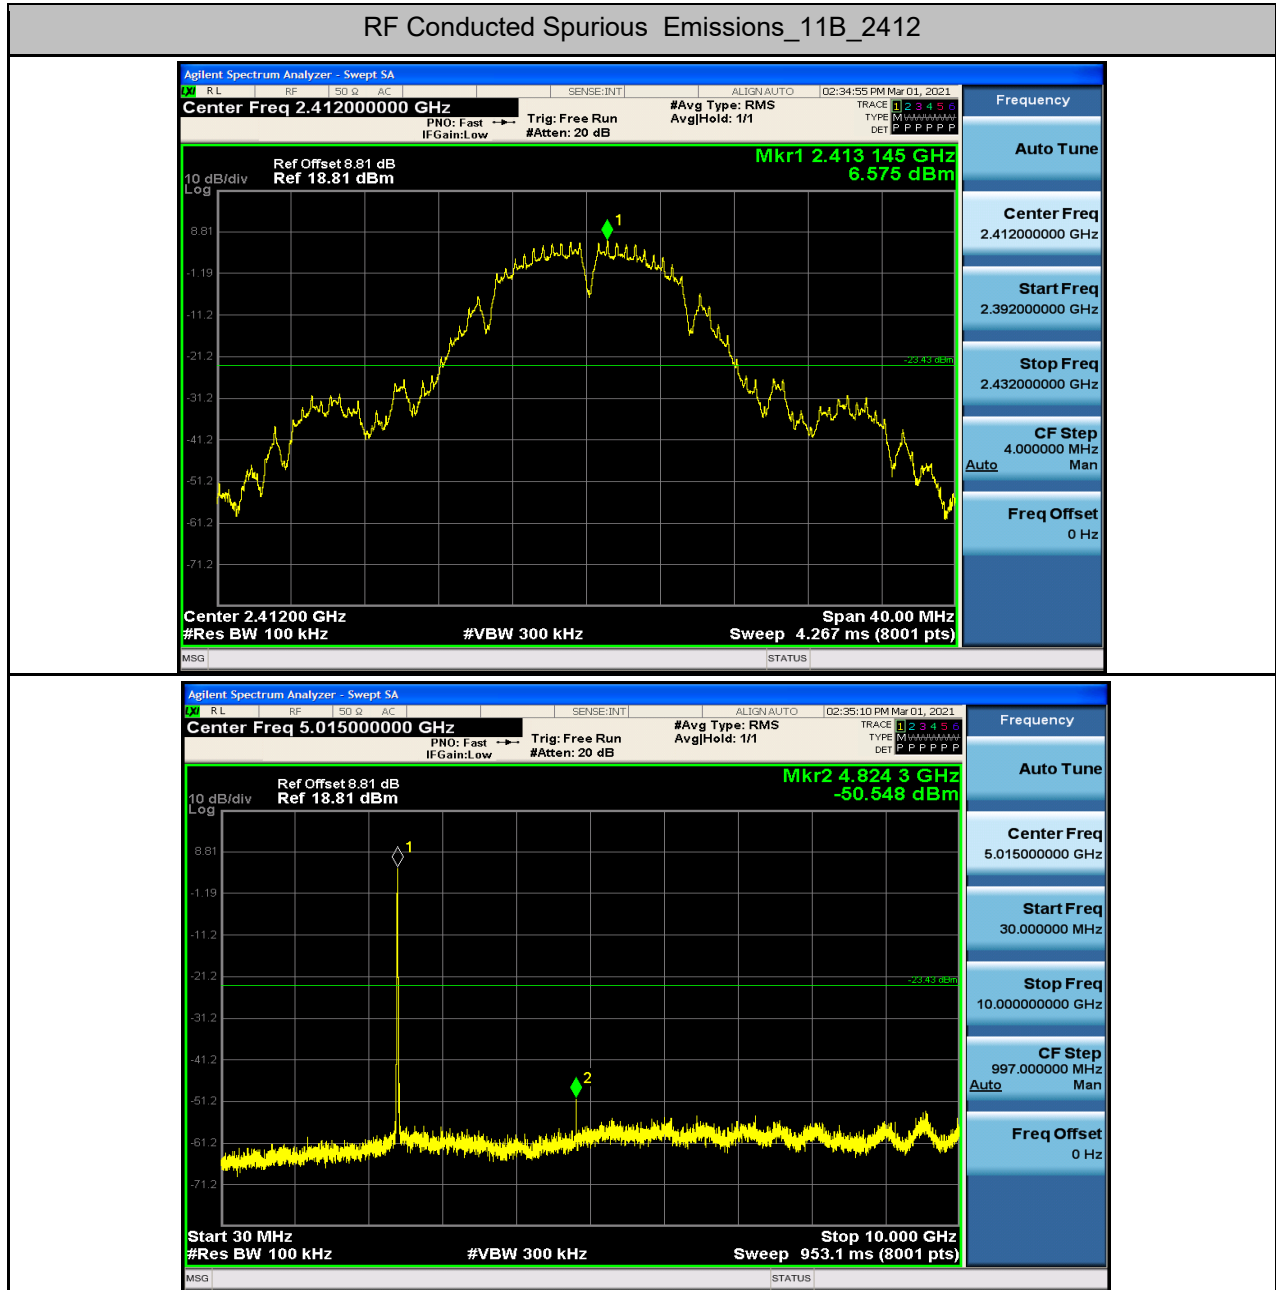 RF Conducted Spurious Emissions_11B_2412
Agilent Spectrum Analyzer - Swept SA
LXI RL RF 50 Ω AC SENSE:INT ALIGNAUTO 02:34:55 PM Mar 01, 2021
Center Freq 2.412000000 GHz
PNO: Fast
IFGain:Low
Trig: Free Run
#Atten: 20 dB
#Avg Type: RMS
Avg|Hold: 1/1
TRACE 1 2 3 4 5 6
TYPE MWWWWW
DET P P P P P P
Ref Offset 8.81 dB
10 dB/div Ref 18.81 dBm
Log
Mkr1 2.413 145 GHz
6.575 dBm
1
8.81
-1.19
-11.2
-21.2
-23.43 dBm
-31.2
-41.2
-51.2
-61.2
-71.2
Center 2.41200 GHz Span 40.00 MHz
#Res BW 100 kHz #VBW 300 kHz Sweep 4.267 ms (8001 pts)
MSG STATUS
Frequency
Auto Tune
Center Freq
2.412000000 GHz
Start Freq
2.392000000 GHz
Stop Freq
2.432000000 GHz
CF Step
4.000000 MHz
Auto Man
Freq Offset
0 Hz
Agilent Spectrum Analyzer - Swept SA
LXI RL RF 50 Ω AC SENSE:INT ALIGNAUTO 02:35:10 PM Mar 01, 2021
Center Freq 5.015000000 GHz
PNO: Fast
IFGain:Low
Trig: Free Run
#Atten: 20 dB
#Avg Type: RMS
Avg|Hold: 1/1
TRACE 1 2 3 4 5 6
TYPE MWWWWW
DET P P P P P P
Ref Offset 8.81 dB
10 dB/div Ref 18.81 dBm
Log
Mkr2 4.824 3 GHz
-50.548 dBm
1
8.81
-1.19
-11.2
-21.2
-23.43 dBm
-31.2
-41.2
2
-51.2
-61.2
-71.2
Start 30 MHz Stop 10.000 GHz
#Res BW 100 kHz #VBW 300 kHz Sweep 953.1 ms (8001 pts)
MSG STATUS
Frequency
Auto Tune
Center Freq
5.015000000 GHz
Start Freq
30.000000 MHz
Stop Freq
10.000000000 GHz
CF Step
997.000000 MHz
Auto Man
Freq Offset
0 Hz